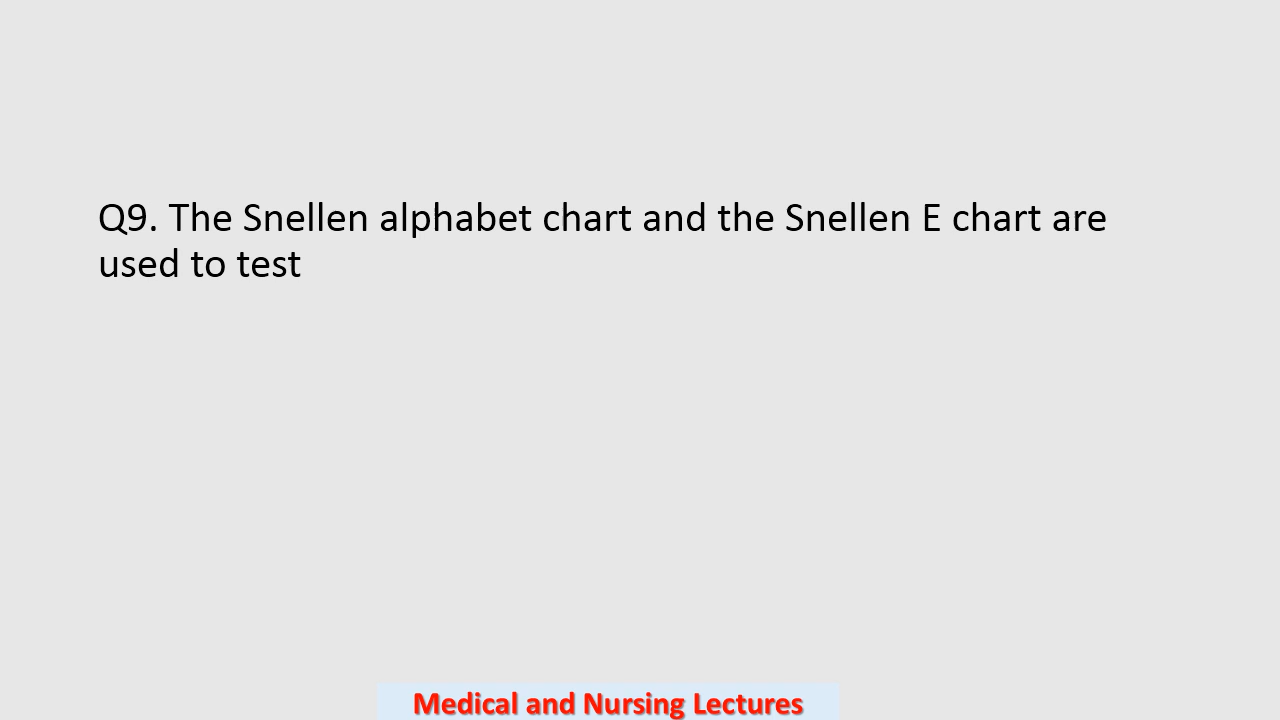 Q9. The Snellen alphabet chart and the Snellen E chart are
used to test
Medical and Nursing Lectures